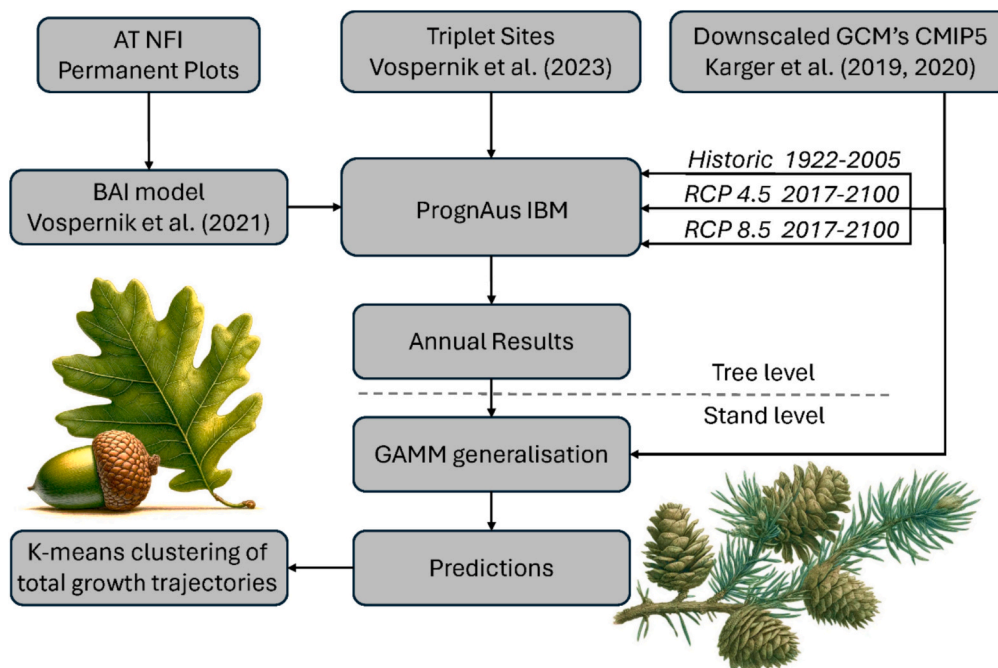 AT NFI
Permanent Plots
Triplet Sites
Vospernik et al. (2023)
Downscaled GCM's CMIP5
Karger et al. (2019, 2020)
BAI model
Vospernik et al. (2021)
PrognAus IBM
Historic 1922-2005
RCP 4.5 2017-2100
RCP 8.5 2017-2100
Annual Results
Tree level
Stand level
GAMM generalisation
K-means clustering of
total growth trajectories
Predictions